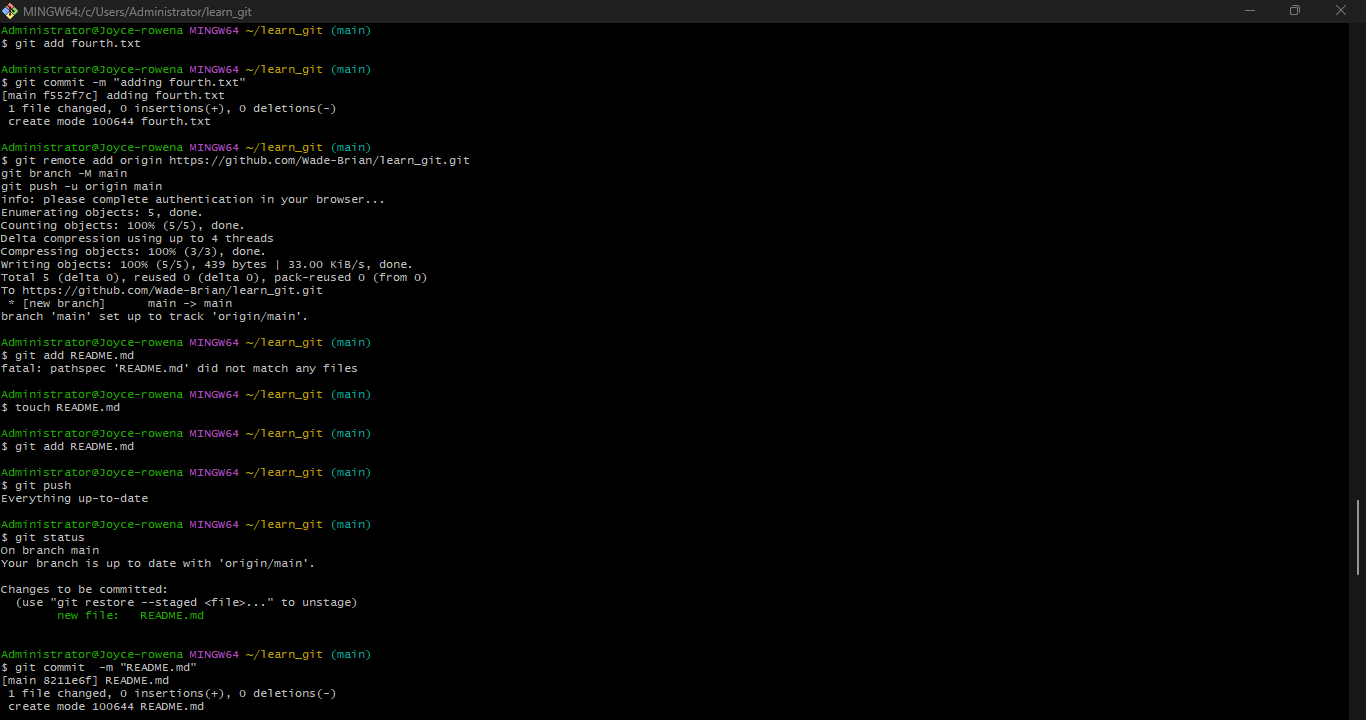 MINGW64:/c/Users/Administrator/learn_git
Administrator@Joyce-rowena MINGW64 ~/learn_git (main)
$ git add fourth.txt
Administrator@Joyce-rowena MINGW64 ~/learn_git (main)
$ git commit -m "adding fourth.txt"
[main f552f7c] adding fourth.txt
 1 file changed, 0 insertions(+), 0 deletions(-)
 create mode 100644 fourth.txt
Administrator@Joyce-rowena MINGW64 ~/learn_git (main)
$ git remote add origin https://github.com/Wade-Brian/learn_git.git
git branch -M main
git push -u origin main
info: please complete authentication in your browser...
Enumerating objects: 5, done.
Counting objects: 100% (5/5), done.
Delta compression using up to 4 threads
Compressing objects: 100% (3/3), done.
Writing objects: 100% (5/5), 439 bytes | 33.00 KiB/s, done.
Total 5 (delta 0), reused 0 (delta 0), pack-reused 0 (from 0)
To https://github.com/Wade-Brian/learn_git.git
 * [new branch]      main -> main
branch 'main' set up to track 'origin/main'.
Administrator@Joyce-rowena MINGW64 ~/learn_git (main)
$ git add README.md
fatal: pathspec 'README.md' did not match any files
Administrator@Joyce-rowena MINGW64 ~/learn_git (main)
$ touch README.md
Administrator@Joyce-rowena MINGW64 ~/learn_git (main)
$ git add README.md
Administrator@Joyce-rowena MINGW64 ~/learn_git (main)
$ git push
Everything up-to-date
Administrator@Joyce-rowena MINGW64 ~/learn_git (main)
$ git status
On branch main
Your branch is up to date with 'origin/main'.
Changes to be committed:
  (use "git restore --staged <file>..." to unstage)
        new file:   README.md
Administrator@Joyce-rowena MINGW64 ~/learn_git (main)
$ git commit  -m "README.md"
[main 8211e6f] README.md
 1 file changed, 0 insertions(+), 0 deletions(-)
 create mode 100644 README.md